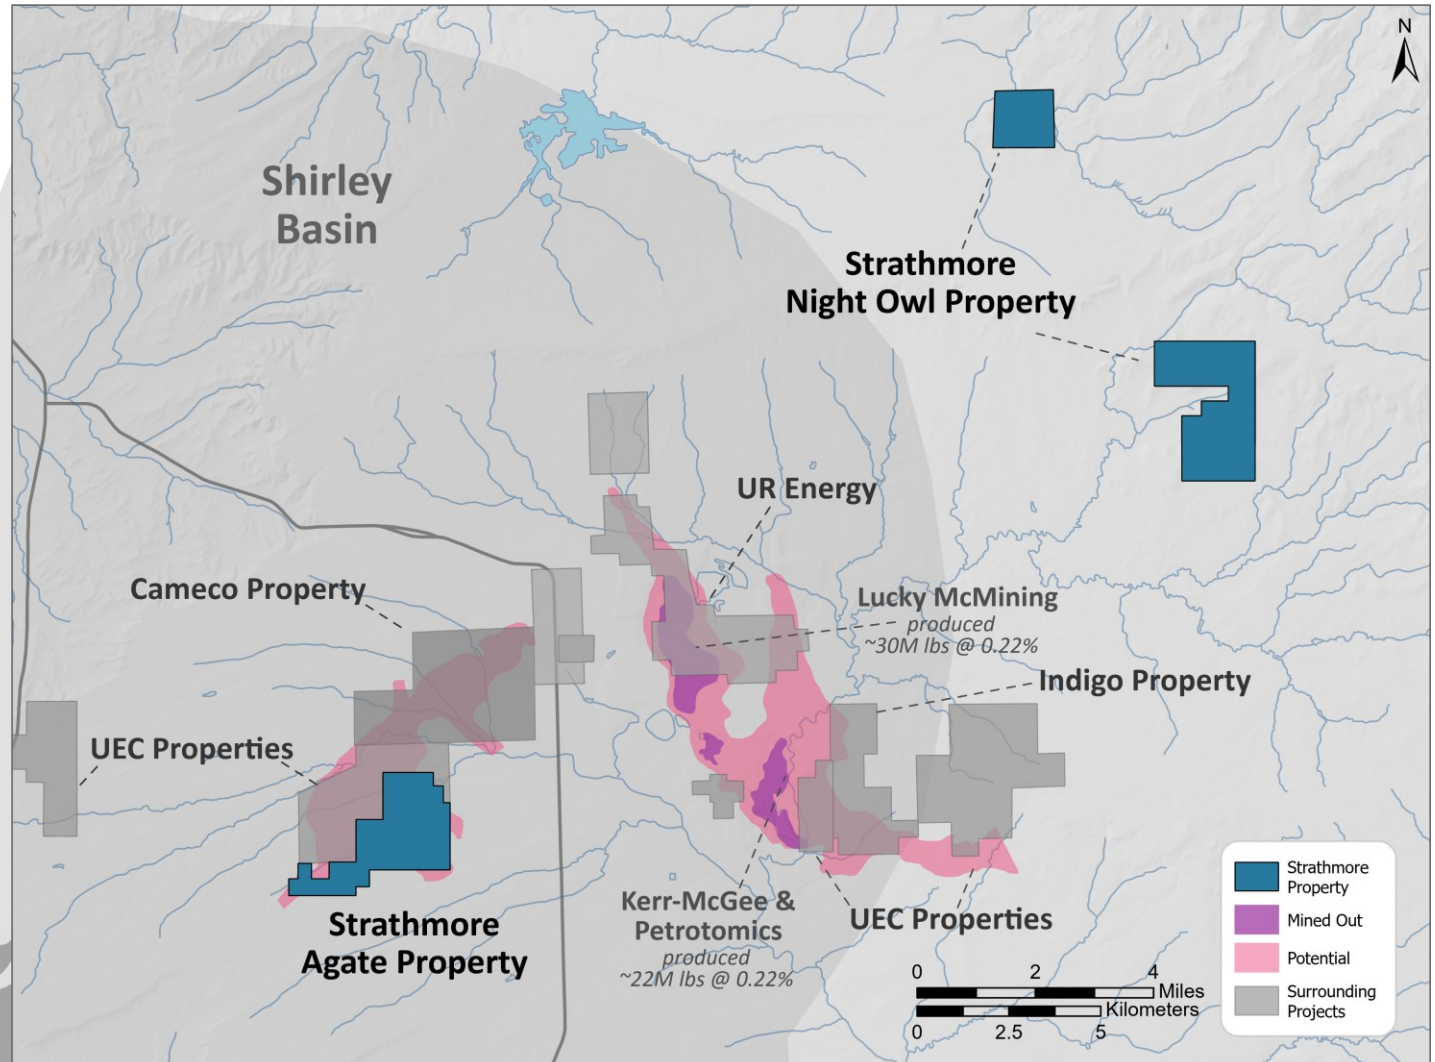 N
Shirley
Basin
Strathmore
Night Owl Property
UR Energy
Cameco Property
Lucky McMining
produced
~30M lbs @ 0.22%
Indigo Property
UEC Properties
Strathmore
Agate Property
Kerr-McGee &
Petrotomics
produced
~22M lbs @ 0.22%
UEC Properties
0 2 4
Miles
Kilometers
0 2.5 5
Strathmore
Property
Mined Out
Potential
Surrounding
Projects